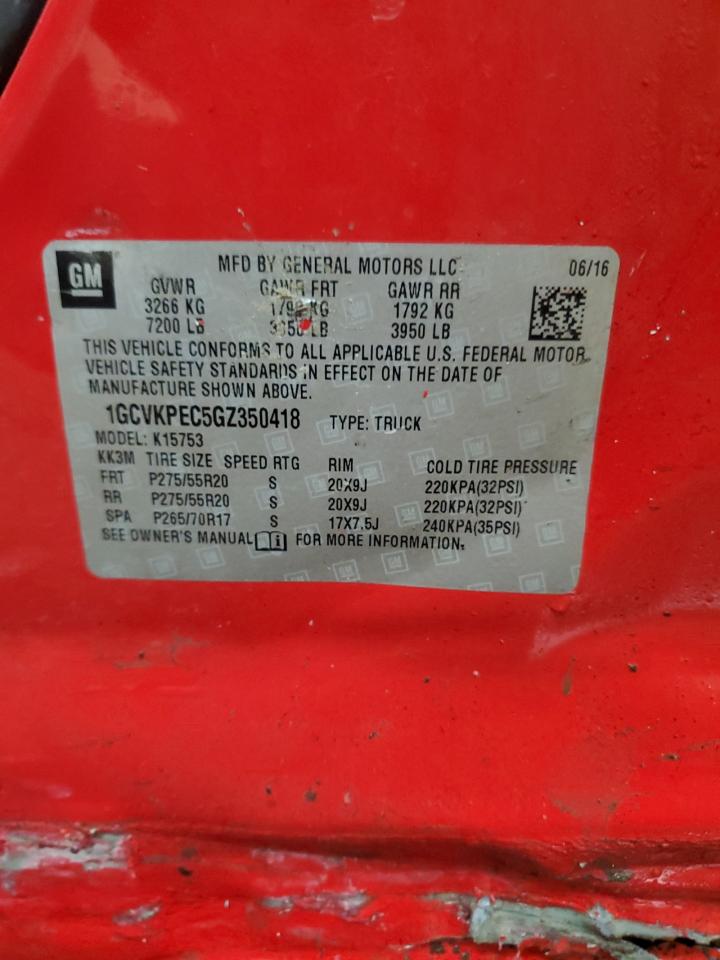 GM
MFD BY GENERAL MOTORS LLC 06/16
GVWR GAWR FRT GAWR RR
3266 KG 1792 KG 1792 KG
7200 LB 3950 LB 3950 LB
THIS VEHICLE CONFORMS TO ALL APPLICABLE U.S. FEDERAL MOTOR
VEHICLE SAFETY STANDARDS IN EFFECT ON THE DATE OF
MANUFACTURE SHOWN ABOVE.
1GCVKPEC5GZ350418 TYPE: TRUCK
MODEL: K15753
KK3M TIRE SIZE SPEED RTG RIM COLD TIRE PRESSURE
FRT P275/55R20 S 20X9J 220KPA(32PSI)
RR P275/55R20 S 20X9J 220KPA(32PSI)
SPA P265/70R17 S 17X7.5J 240KPA(35PSI)
SEE OWNER'S MANUAL FOR MORE INFORMATION.